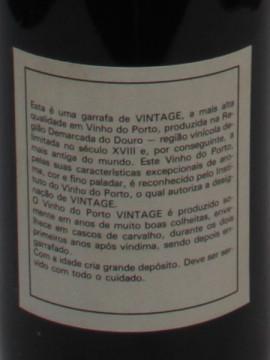 Esta é uma garrafa de VINTAGE, a mais alta
qualidade em Vinho do Porto, produzida na Re-
gião Demarcada do Douro — região vinícola de-
limitada no século XVIII e, por conseguinte, a
mais antiga do mundo. Este Vinho do Porto,
pelas suas características excepcionais de aro-
ma, cor e fino paladar, é reconhecido pelo Insti-
tuto do Vinho do Porto, o qual autoriza a desig-
nação de VINTAGE.
O Vinho do Porto VINTAGE é produzido so-
mente em anos de muito boas colheitas, enve-
lhece em cascos de carvalho, durante os dois
primeiros anos após vindima, sendo depois en-
garrafado.
Com a idade cria grande depósito. Deve ser ser-
vido com todo o cuidado.